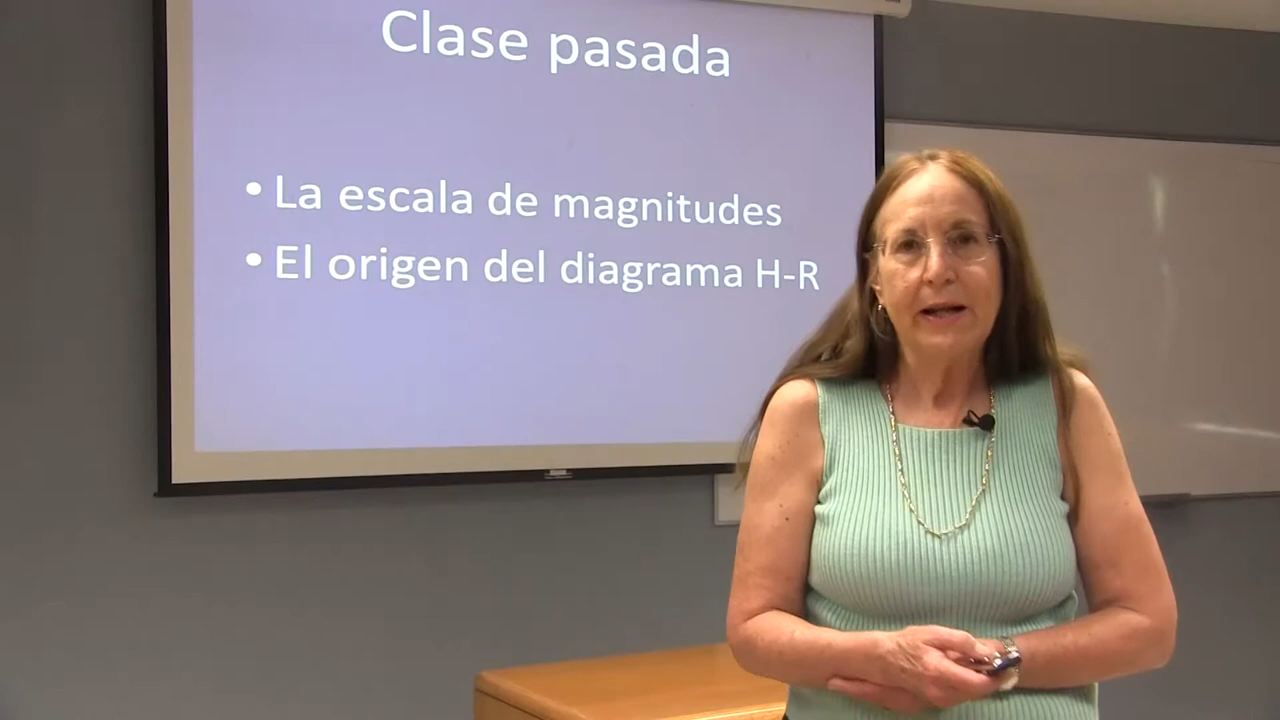 Clase pasada
• La escala de magnitudes
• El origen del diagrama H-R